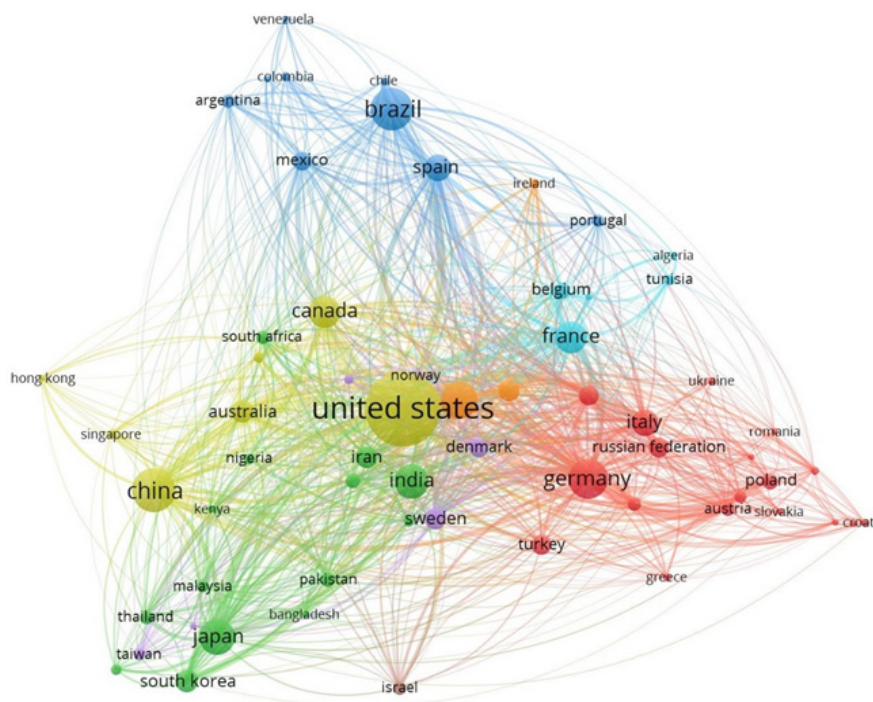 venezuela
colombia
chile
argentina
brazil
mexico
spain
ireland
portugal
algeria
tunisia
belgium
canada
south africa
france
hong kong
norway
ukraine
united states
australia
italy
singapore
romania
denmark
russian federation
nigeria
iran
india
germany
poland
china
kenya
sweden
austria
slovakia
croat
turkey
malaysia
pakistan
greece
thailand
bangladesh
japan
taiwan
south korea
israel